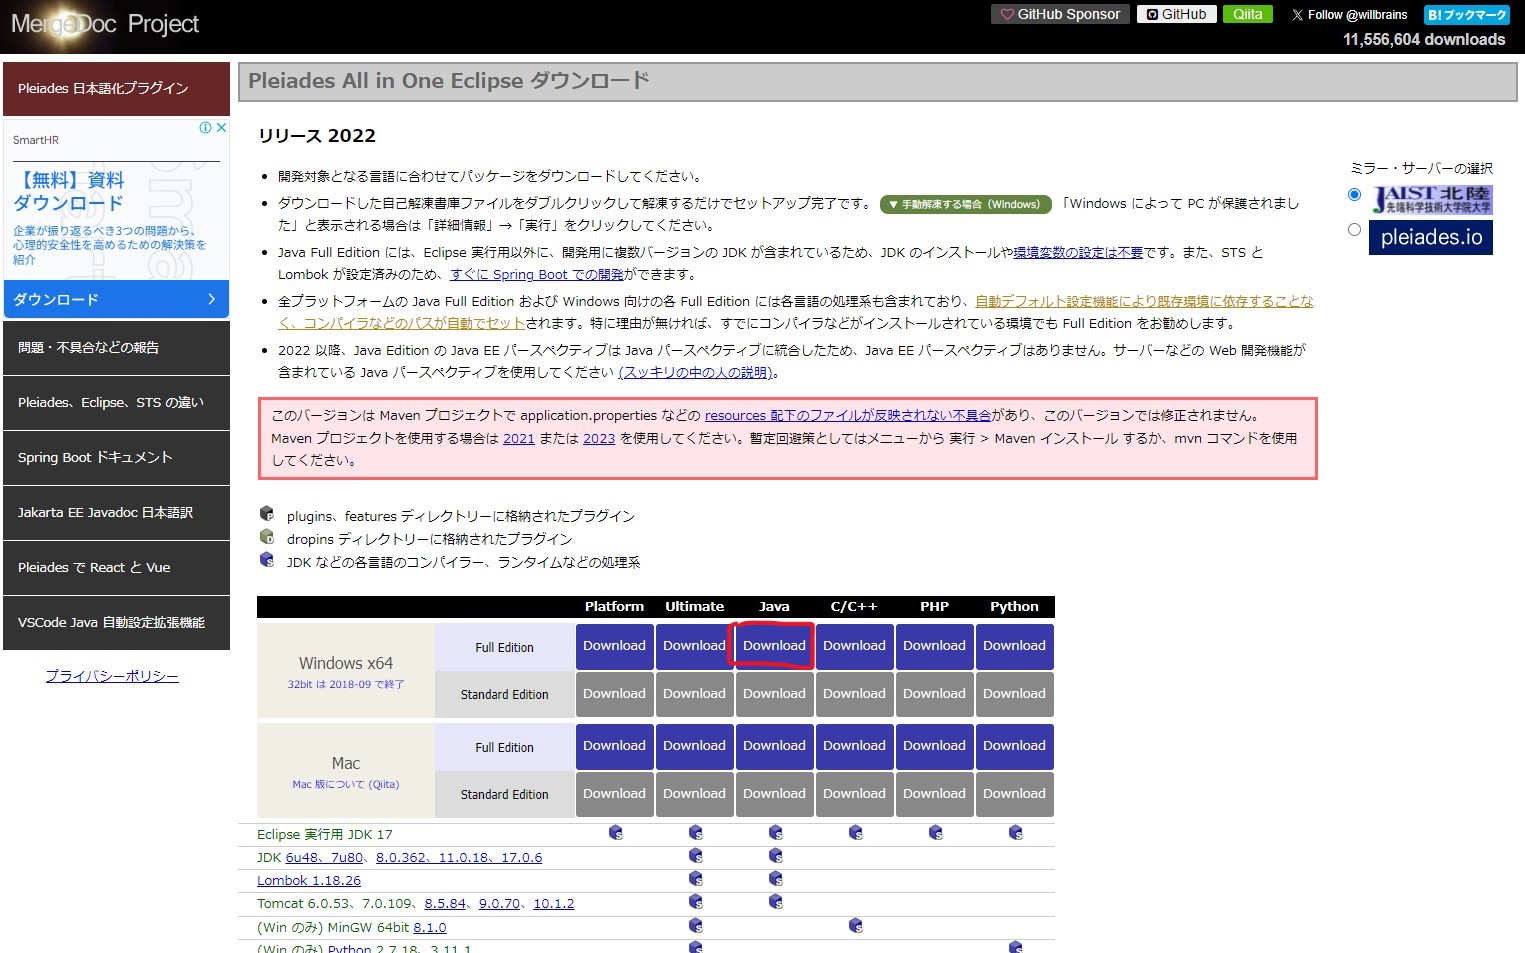 MergeDoc Project
GitHub Sponsor
GitHub
Qiita
Follow @willbrains
B!ブックマーク
11,556,604 downloads
Pleiades 日本語化プラグイン
SmartHR
【無料】資料
ダウンロード
企業が振り返るべき3つの問題から、
心理的安全性を高めるための解決策を
紹介
ダウンロード
問題・不具合などの報告
Pleiades、Eclipse、STS の違い
Spring Boot ドキュメント
Jakarta EE Javadoc 日本語訳
Pleiades で React と Vue
VSCode Java 自動設定拡張機能
プライバシーポリシー
Pleiades All in One Eclipse ダウンロード
リリース 2022
開発対象となる言語に合わせてパッケージをダウンロードしてください。
ダウンロードした自己解凍書庫ファイルをダブルクリックして解凍するだけでセットアップ完了です。 ▼ 手動解凍する場合（Windows） 「Windows によって PC が保護されまし
た」と表示される場合は「詳細情報」→「実行」をクリックしてください。
Java Full Edition には、Eclipse 実行用以外に、開発用に複数バージョンの JDK が含まれているため、JDK のインストールや環境変数の設定は不要です。また、STS と
Lombok が設定済みのため、すぐに Spring Boot での開発ができます。
全プラットフォームの Java Full Edition および Windows 向けの各 Full Edition には各言語の処理系も含まれており、自動デフォルト設定機能により既存環境に依存することな
く、コンパイラなどのパスが自動でセットされます。特に理由が無ければ、すでにコンパイラなどがインストールされている環境でも Full Edition をお勧めします。
2022 以降、Java Edition の Java EE パースペクティブは Java パースペクティブに統合したため、Java EE パースペクティブはありません。サーバーなどの Web 開発機能が
含まれている Java パースペクティブを使用してください (スッキリの中の人の説明)。
ミラー・サーバーの選択
JAIST北陸
先端科学技術大学院大学
pleiades.io
このバージョンは Maven プロジェクトで application.properties などの resources 配下のファイルが反映されない不具合があり、このバージョンでは修正されません。
Maven プロジェクトを使用する場合は 2021 または 2023 を使用してください。暫定回避策としてはメニューから 実行 > Maven インストール するか、mvn コマンドを使用
してください。
plugins、features ディレクトリーに格納されたプラグイン
dropins ディレクトリーに格納されたプラグイン
JDK などの各言語のコンパイラー、ランタイムなどの処理系
Platform Ultimate Java C/C++ PHP Python
Windows x64
32bit は 2018-09 で終了
Full Edition Download Download Download Download Download Download
Standard Edition Download Download Download Download Download Download
Mac
Mac 版について (Qiita)
Full Edition Download Download Download Download Download Download
Standard Edition Download Download Download Download Download Download
Eclipse 実行用 JDK 17
JDK 6u48、7u80、8.0.362、11.0.18、17.0.6
Lombok 1.18.26
Tomcat 6.0.53、7.0.109、8.5.84、9.0.70、10.1.2
(Win のみ) MinGW 64bit 8.1.0
(Win のみ) Python 2.7.18、3.11.1